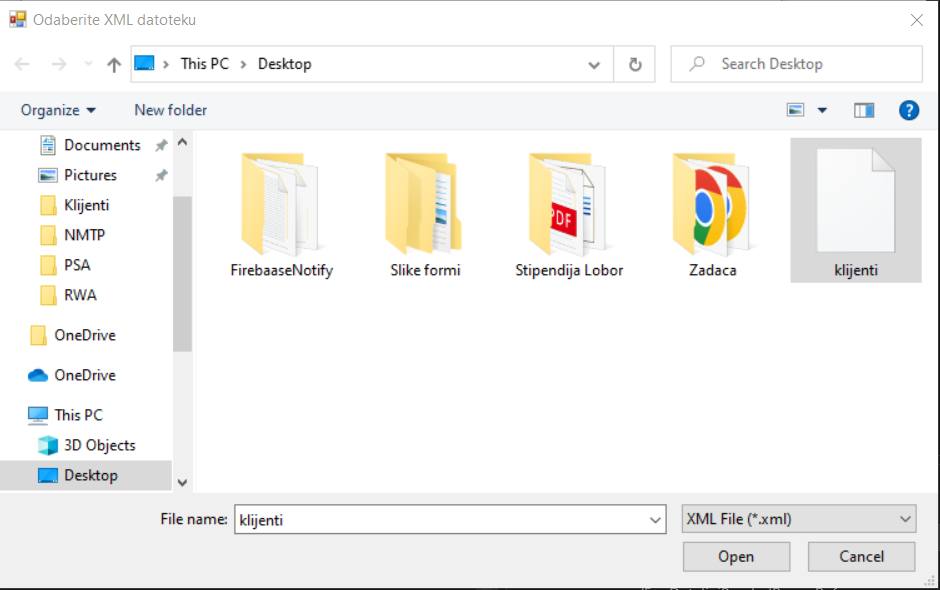 Odaberite XML datoteku
This PC
Desktop
Search Desktop
Organize
New folder
Documents
Pictures
Klijenti
NMTP
PSA
RWA
OneDrive
OneDrive
This PC
3D Objects
Desktop
FirebaaseNotify
Slike formi
PDF
Stipendija Lobor
Zadaca
klijenti
File name: klijenti
XML File (*.xml)
Open
Cancel